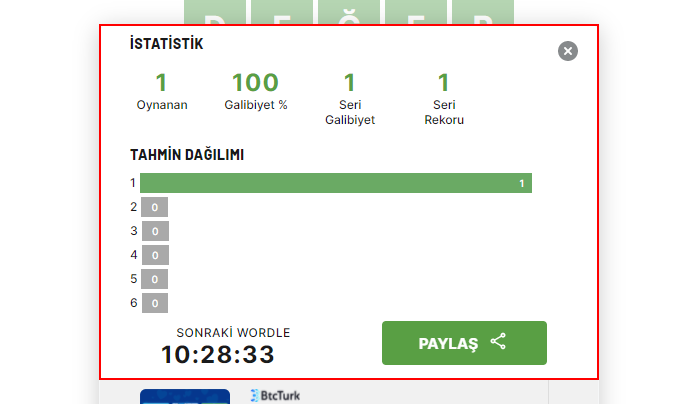 DEĞER
İSTATİSTİK
1
Oynanan
100
Galibiyet %
1
Seri
Galibiyet
1
Seri
Rekoru
TAHMİN DAĞILIMI
1 1
2 0
3 0
4 0
5 0
6 0
SONRAKİ WORDLE
10:28:33
PAYLAŞ
BtcTurk